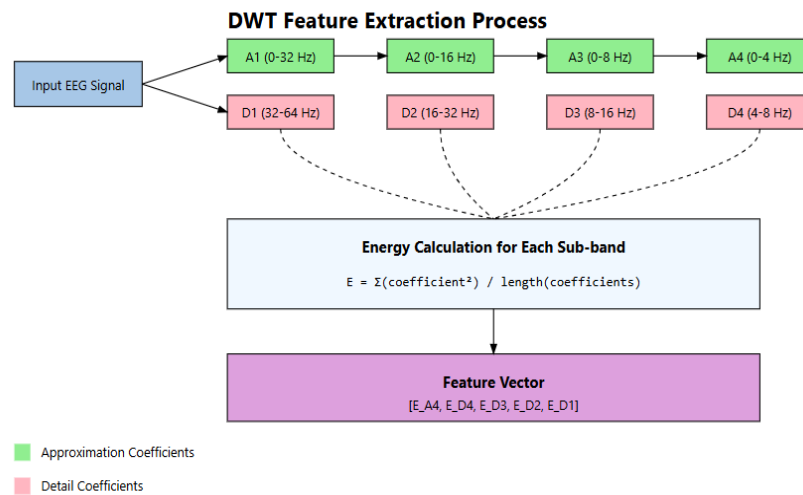 DWT Feature Extraction Process
Input EEG Signal
A1 (0-32 Hz)
A2 (0-16 Hz)
A3 (0-8 Hz)
A4 (0-4 Hz)
D1 (32-64 Hz)
D2 (16-32 Hz)
D3 (8-16 Hz)
D4 (4-8 Hz)
Energy Calculation for Each Sub-band
E = Σ(coefficient²) / length(coefficients)
Feature Vector
[E_A4, E_D4, E_D3, E_D2, E_D1]
Approximation Coefficients
Detail Coefficients